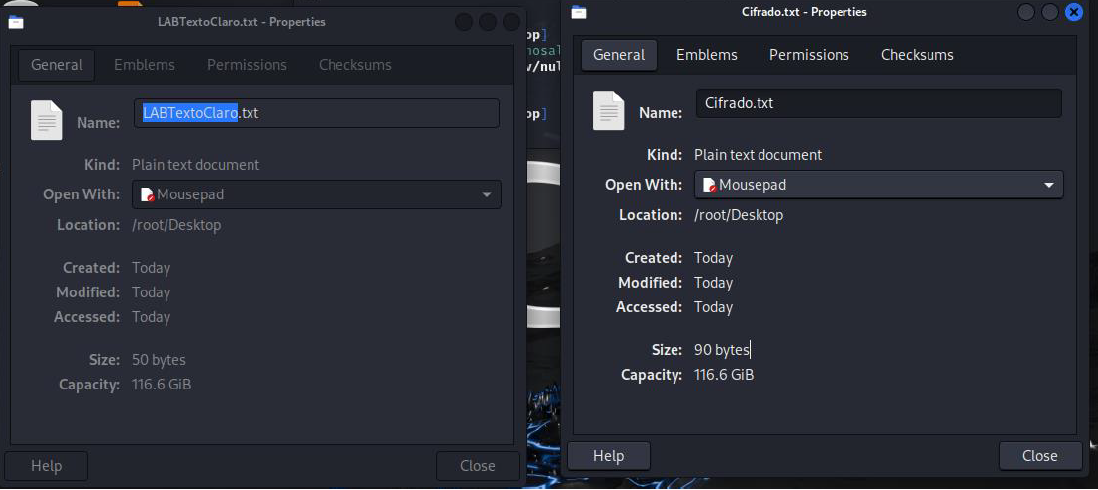 LABTextoClaro.txt - Properties
General Emblems Permissions Checksums
Name: LABTextoClaro.txt
Kind: Plain text document
Open With: Mousepad
Location: /root/Desktop
Created: Today
Modified: Today
Accessed: Today
Size: 50 bytes
Capacity: 116.6 GiB
Help Close
op]
nosal
v/nul
op]
Cifrado.txt - Properties
General Emblems Permissions Checksums
Name: Cifrado.txt
Kind: Plain text document
Open With: Mousepad
Location: /root/Desktop
Created: Today
Modified: Today
Accessed: Today
Size: 90 bytes
Capacity: 116.6 GiB
Help Close